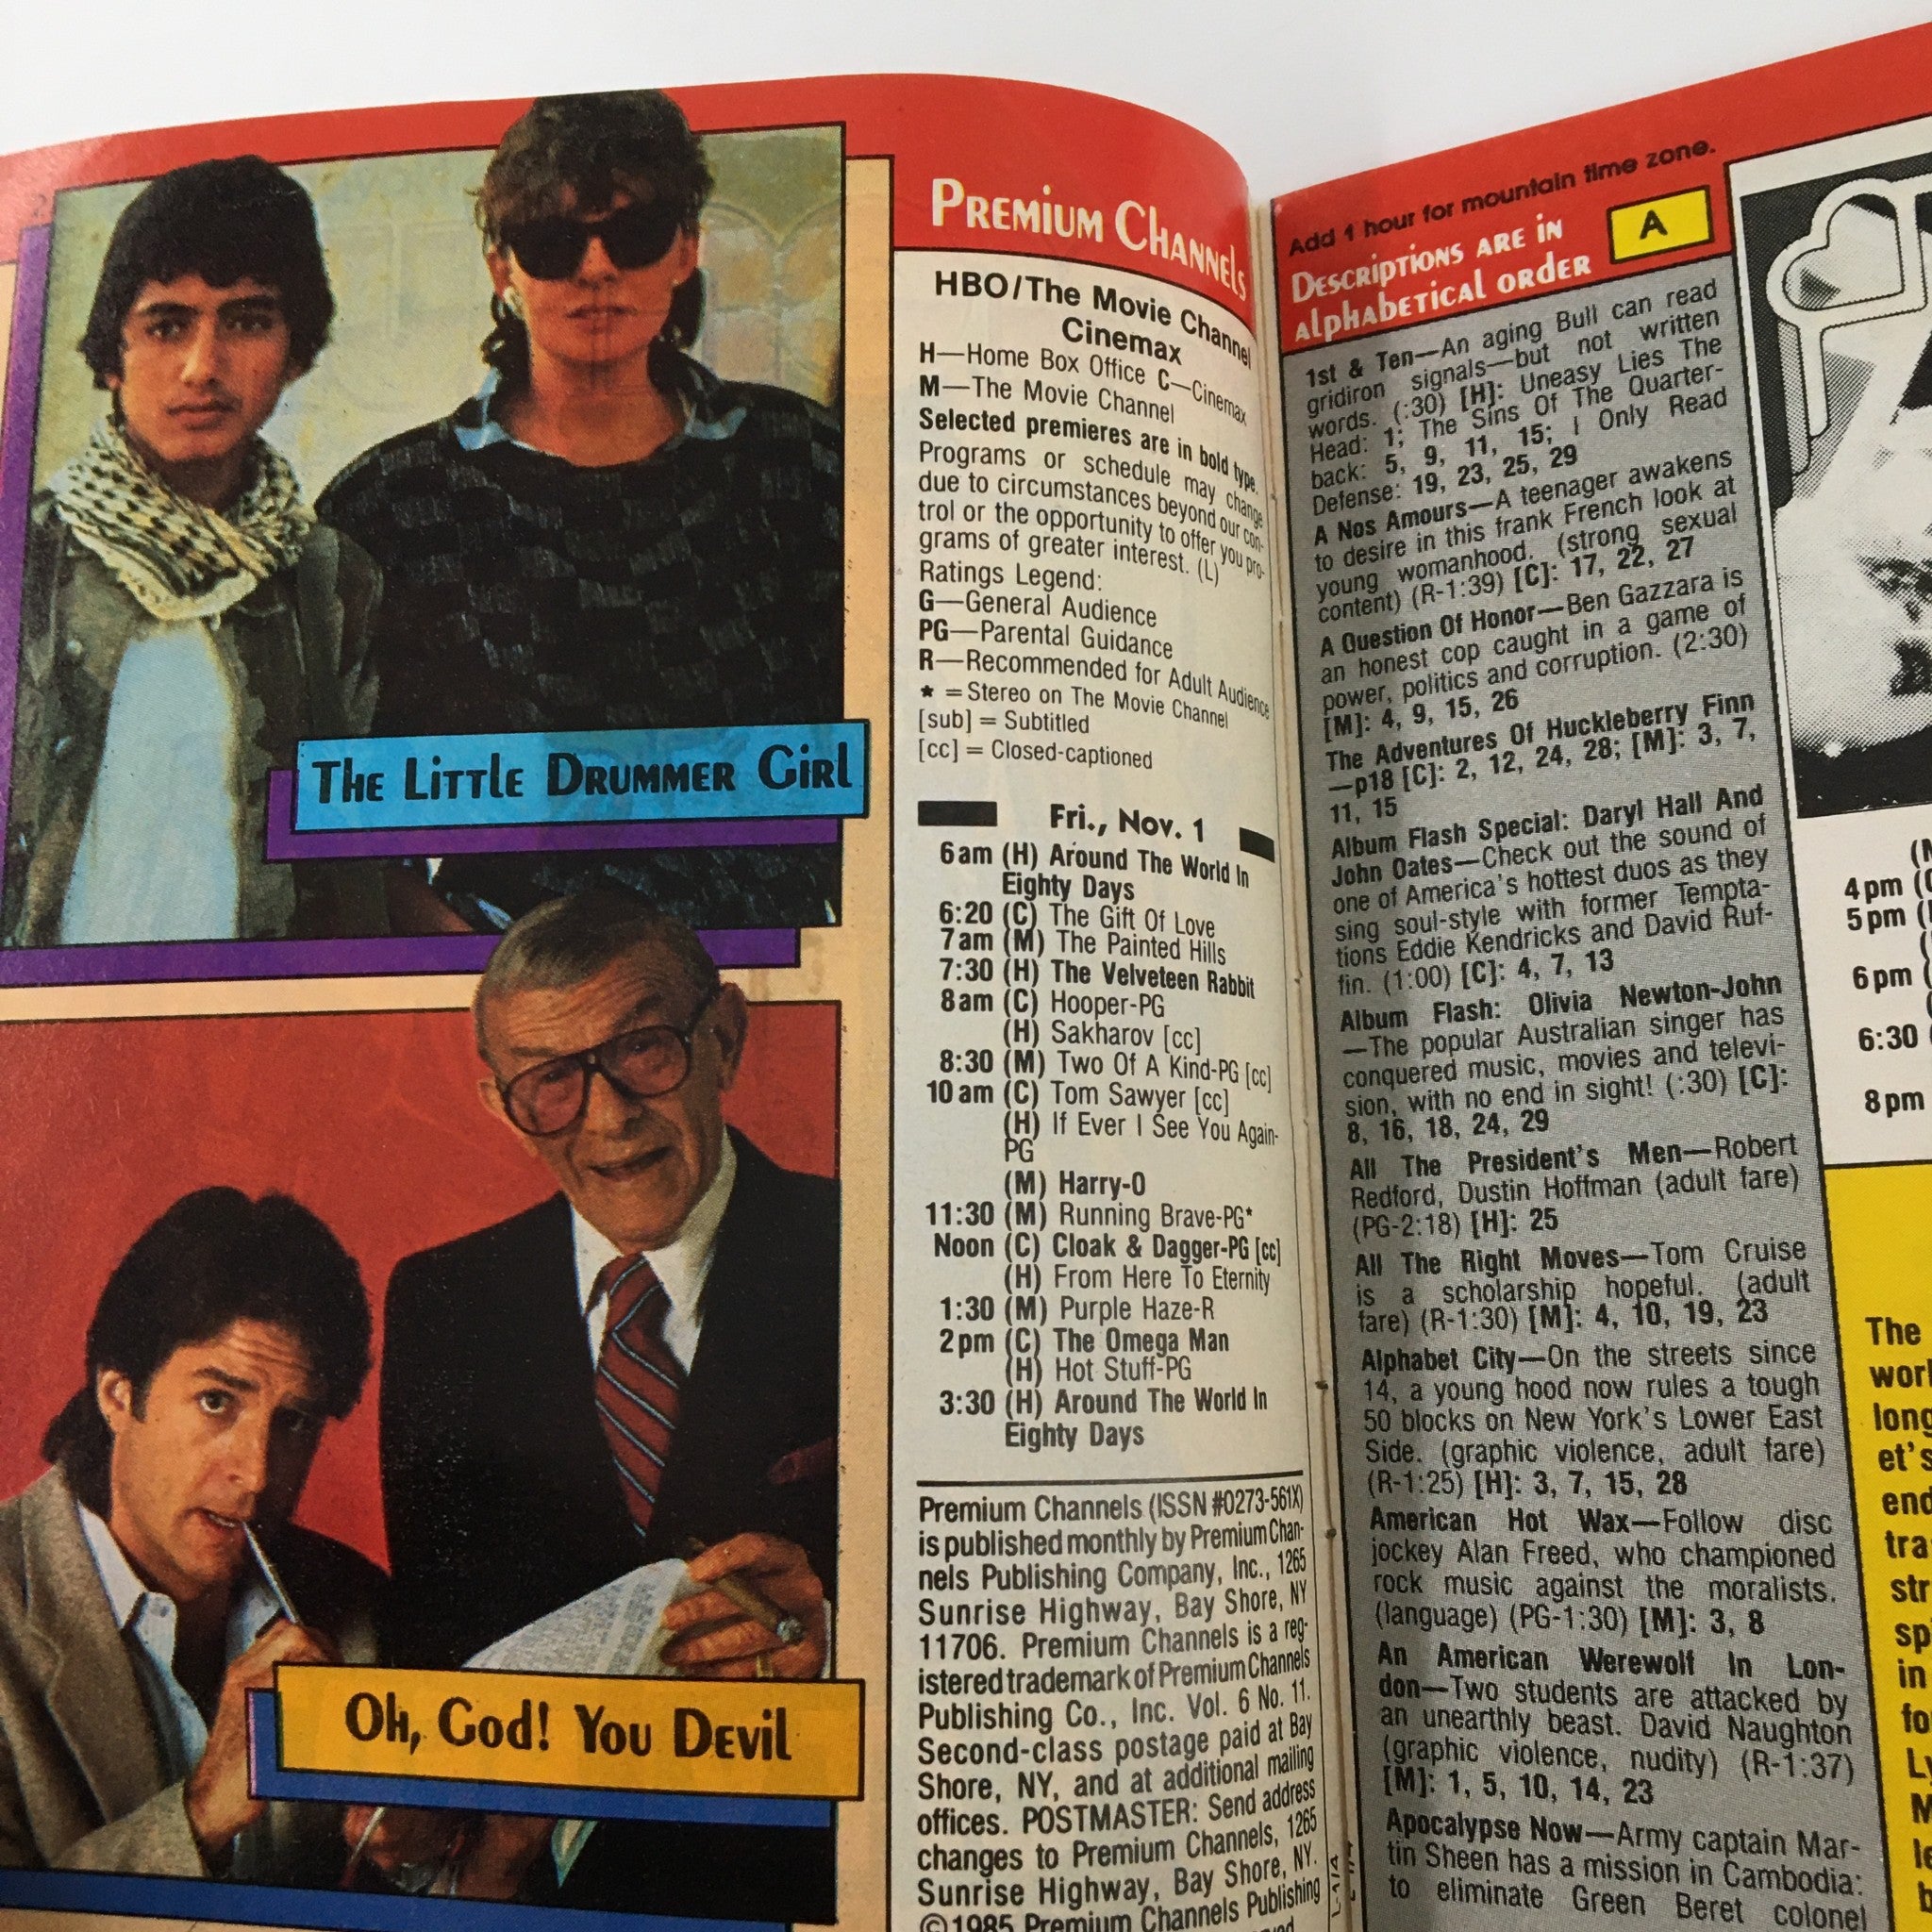 The Little Drummer Girl
Oh, God! You Devil
Premium Channels
HBO/The Movie Channel
Cinemax
H—Home Box Office C—Cinemax
M—The Movie Channel
Selected premieres are in bold type.
Programs or schedule may change
due to circumstances beyond our con-
trol or the opportunity to offer you pro-
grams of greater interest. (L)
Ratings Legend:
G—General Audience
PG—Parental Guidance
R—Recommended for Adult Audience
★ = Stereo on The Movie Channel
[sub] = Subtitled
[cc] = Closed-captioned
Fri., Nov. 1
6am (H) Around The World In
Eighty Days
6:20 (C) The Gift Of Love
7am (M) The Painted Hills
7:30 (H) The Velveteen Rabbit
8am (C) Hooper-PG
(H) Sakharov [cc]
8:30 (M) Two Of A Kind-PG [cc]
10am (C) Tom Sawyer [cc]
(H) If Ever I See You Again-
PG
(M) Harry-O
11:30 (M) Running Brave-PG*
Noon (C) Cloak & Dagger-PG [cc]
(H) From Here To Eternity
1:30 (M) Purple Haze-R
2pm (C) The Omega Man
(H) Hot Stuff-PG
3:30 (H) Around The World In
Eighty Days
Premium Channels (ISSN #0273-561X)
is published monthly by Premium Chan-
nels Publishing Company, Inc., 1265
Sunrise Highway, Bay Shore, NY
11706. Premium Channels is a reg-
istered trademark of Premium Channels
Publishing Co., Inc. Vol. 6 No. 11.
Second-class postage paid at Bay
Shore, NY, and at additional mailing
offices. POSTMASTER: Send address
changes to Premium Channels, 1265
Sunrise Highway, Bay Shore, NY.
©1985 Premium Channels Publishing
Add 1 hour for mountain time zone.
Descriptions are in
alphabetical order
A
1st & Ten—An aging Bull can read
gridiron signals—but not written
words. (:30) [H]: Uneasy Lies The
Head: 1; The Sins Of The Quarter-
back: 5, 9, 11, 15; I Only Read
Defense: 19, 23, 25, 29
A Nos Amours—A teenager awakens
to desire in this frank French look at
young womanhood. (strong sexual
content) (R-1:39) [C]: 17, 22, 27
A Question Of Honor—Ben Gazzara is
an honest cop caught in a game of
power, politics and corruption. (2:30)
[M]: 4, 9, 15, 26
The Adventures Of Huckleberry Finn
—p18 [C]: 2, 12, 24, 28; [M]: 3, 7,
11, 15
Album Flash Special: Daryl Hall And
John Oates—Check out the sound of
one of America's hottest duos as they
sing soul-style with former Tempta-
tions Eddie Kendricks and David Ruf-
fin. (1:00) [C]: 4, 7, 13
Album Flash: Olivia Newton-John
—The popular Australian singer has
conquered music, movies and televi-
sion, with no end in sight! (:30) [C]:
8, 16, 18, 24, 29
All The President's Men—Robert
Redford, Dustin Hoffman (adult fare)
(PG-2:18) [H]: 25
All The Right Moves—Tom Cruise
is a scholarship hopeful. (adult
fare) (R-1:30) [M]: 4, 10, 19, 23
Alphabet City—On the streets since
14, a young hood now rules a tough
50 blocks on New York's Lower East
Side. (graphic violence, adult fare)
(R-1:25) [H]: 3, 7, 15, 28
American Hot Wax—Follow disc
jockey Alan Freed, who championed
rock music against the moralists.
(language) (PG-1:30) [M]: 3, 8
An American Werewolf In Lon-
don—Two students are attacked by
an unearthly beast. David Naughton
(graphic violence, nudity) (R-1:37)
[M]: 1, 5, 10, 14, 23
Apocalypse Now—Army captain Mar-
tin Sheen has a mission in Cambodia:
to eliminate Green Beret colonel
4pm
5pm
6pm
6:30
8pm
The
long
et's
in